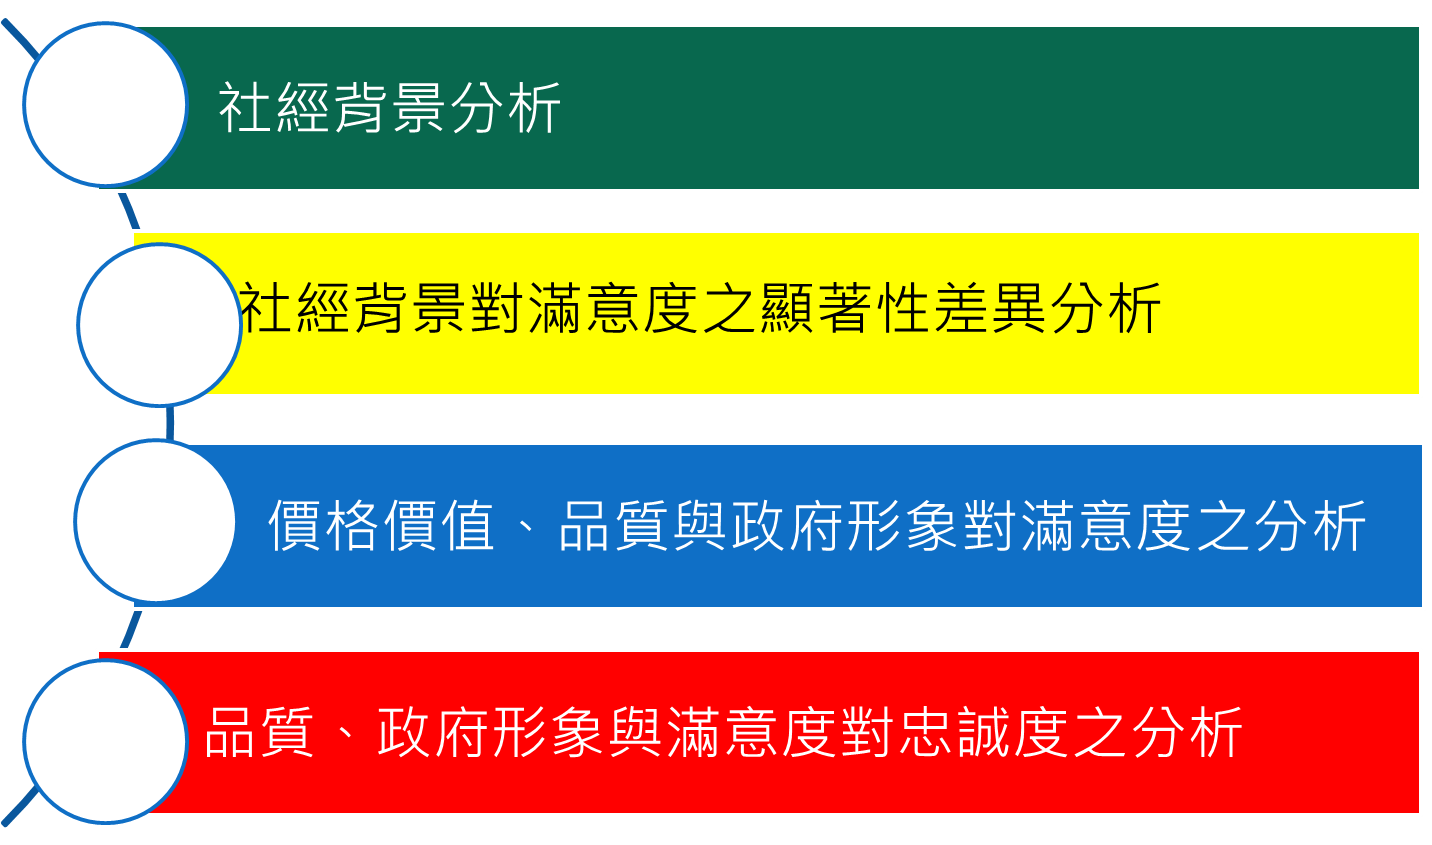 社經背景分析
社經背景對滿意度之顯著性差異分析
價格價值、品質與政府形象對滿意度之分析
品質、政府形象與滿意度對忠誠度之分析